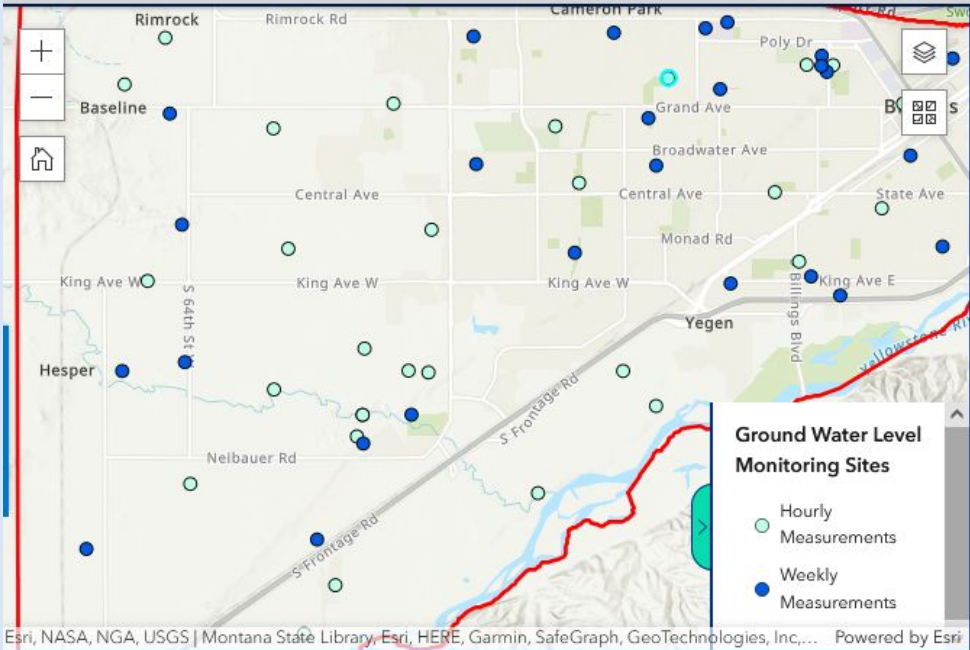 Rimrock
Rimrock Rd
Cameron Park
Rd
Poly Dr
Baseline
Grand Ave
Broadwater Ave
Central Ave
Central Ave
State Ave
Monad Rd
King Ave W
King Ave W
King Ave W
King Ave E
S 64th St W
Billings Blvd
Yegen
Hesper
S Frontage Rd
Neibauer Rd
S Frontage Rd
Ground Water Level
Monitoring Sites
Hourly
Measurements
Weekly
Measurements
Esri, NASA, NGA, USGS | Montana State Library, Esri, HERE, Garmin, SafeGraph, GeoTechnologies, Inc,... Powered by Esri